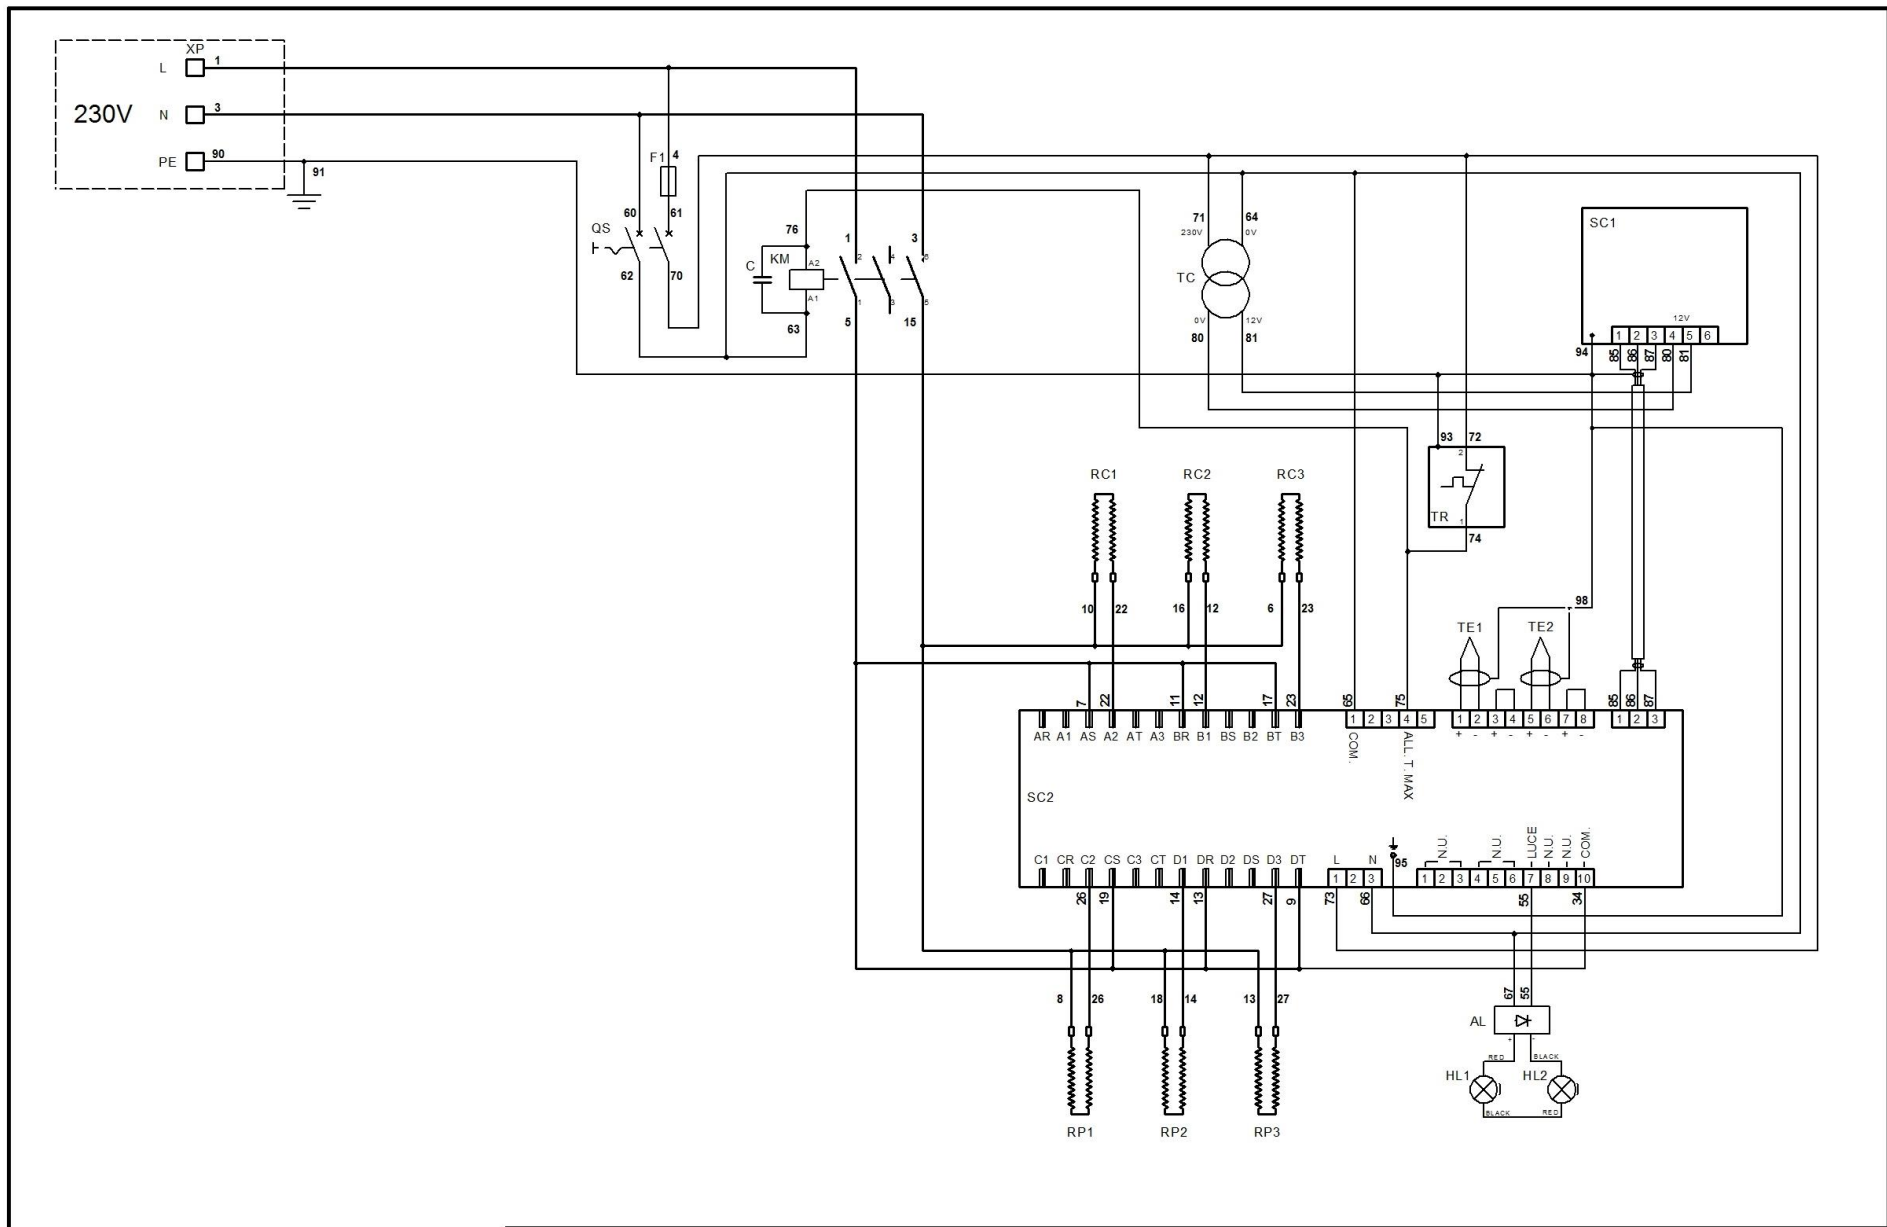 XP
L 1
230V N 3
PE 90
91
F1 4
60 61
QS
62 70
76
C KM A2
A1
63
1 3
2 4 6
1 3 5
5 15
71 64
230V 0V
TC
0V 12V
80 81
SC1
12V
1 2 3 4 5 6
94 85 86 87 80 81
93 72
2
TR 1
74
RC1 RC2 RC3
10 22 16 12 6 23
98
TE1 TE2
7 22 11 12 17 23 65 75 85 86 87
1 2 3 4 5 1 2 3 4 5 6 7 8 1 2 3
AR A1 AS A2 AT A3 BR B1 BS B2 BT B3 + - + - + - + -
COM. ALL. T. MAX
SC2
N.U. N.U. LUCE N.U. N.U. COM.
C1 CR C2 CS C3 CT D1 DR D2 DS D3 DT L N 95
1 2 3 1 2 3 4 5 6 7 8 9 10
26 19 14 13 27 9 73 66 55 34
8 26 18 14 13 27 67 55
AL
+ -
RED BLACK
HL1 HL2
BLACK RED
RP1 RP2 RP3